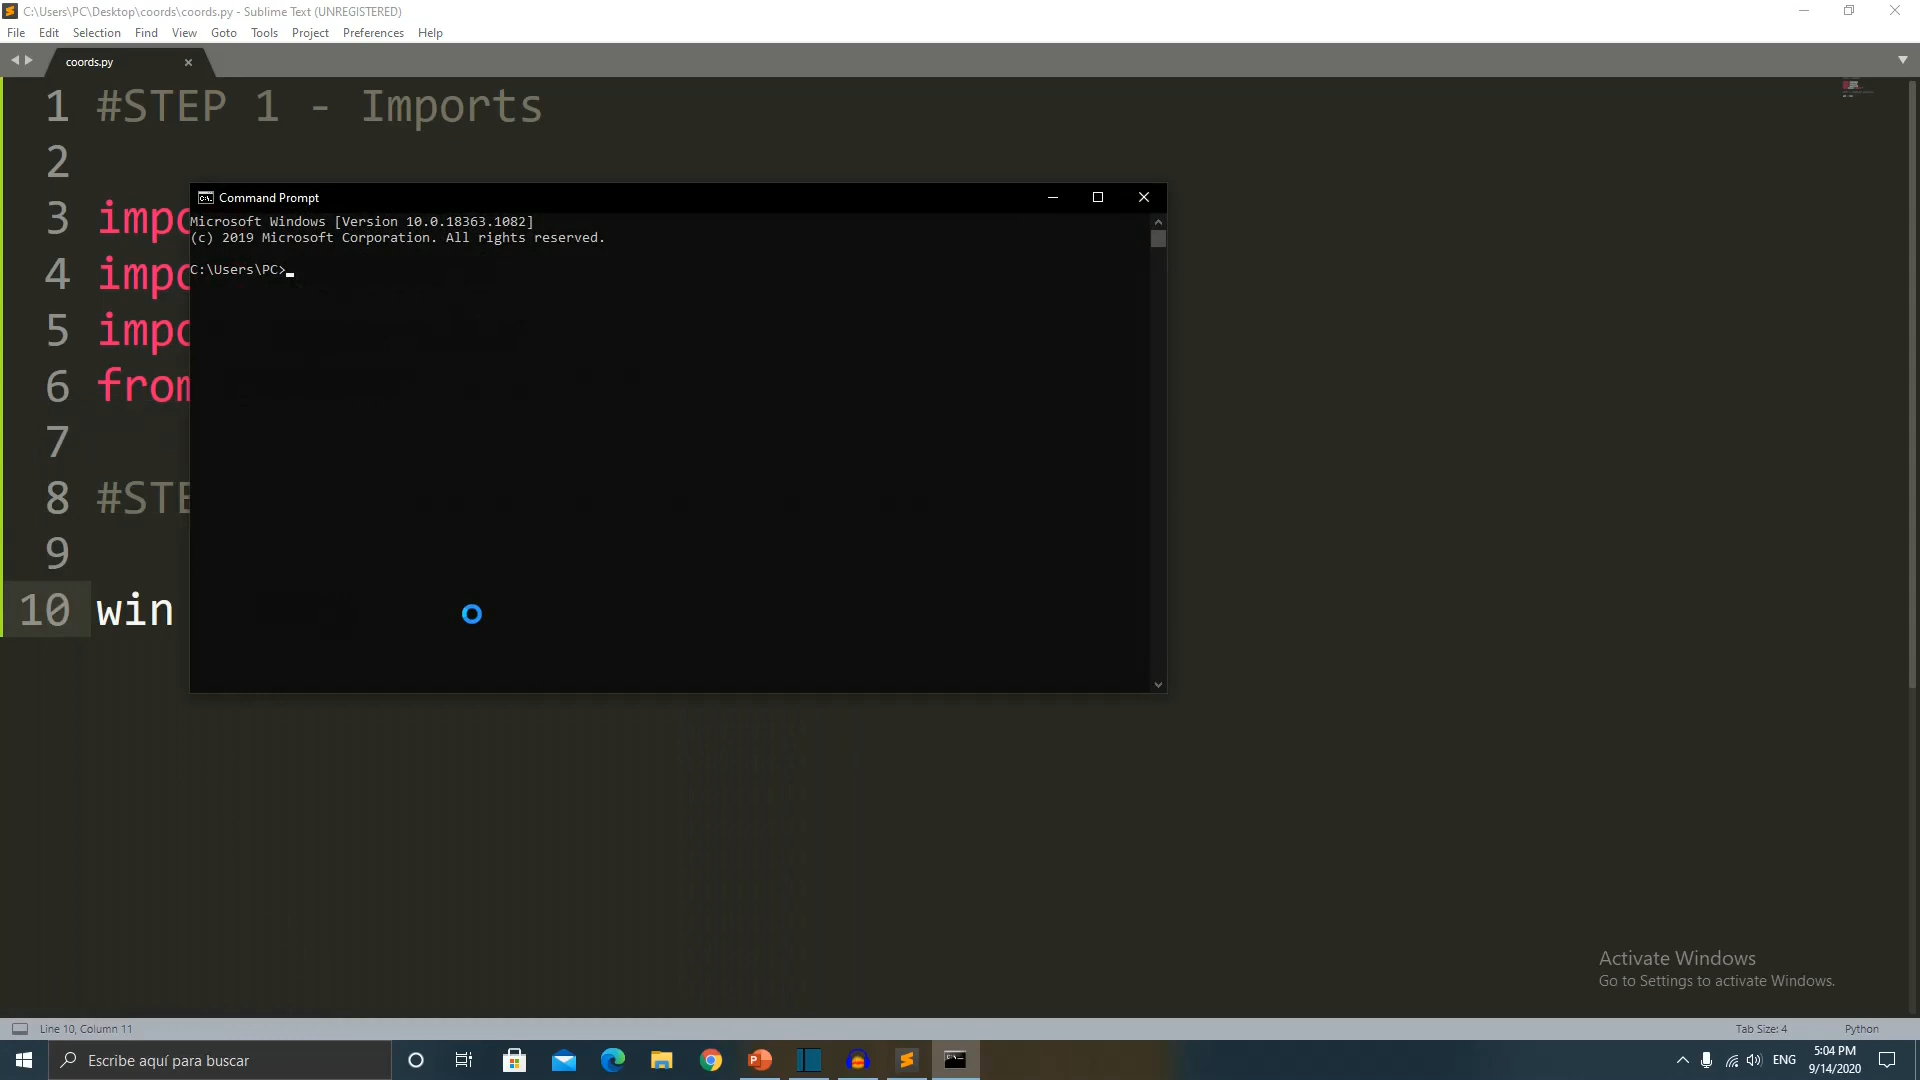 C:\Users\PC\Desktop\coords\coords.py - Sublime Text (UNREGISTERED)
File Edit Selection Find View Goto Tools Project Preferences Help
coords.py
1 #STEP 1 - Imports
2
3 impo
4 impo
5 impo
6 from
7
8 #STE
9
10 win
Command Prompt
Microsoft Windows [Version 10.0.18363.1082]
(c) 2019 Microsoft Corporation. All rights reserved.
C:\Users\PC>
Activate Windows
Go to Settings to activate Windows.
Line 10, Column 11
Tab Size: 4
Python
Escribe aquí para buscar
ENG
5:04 PM
9/14/2020